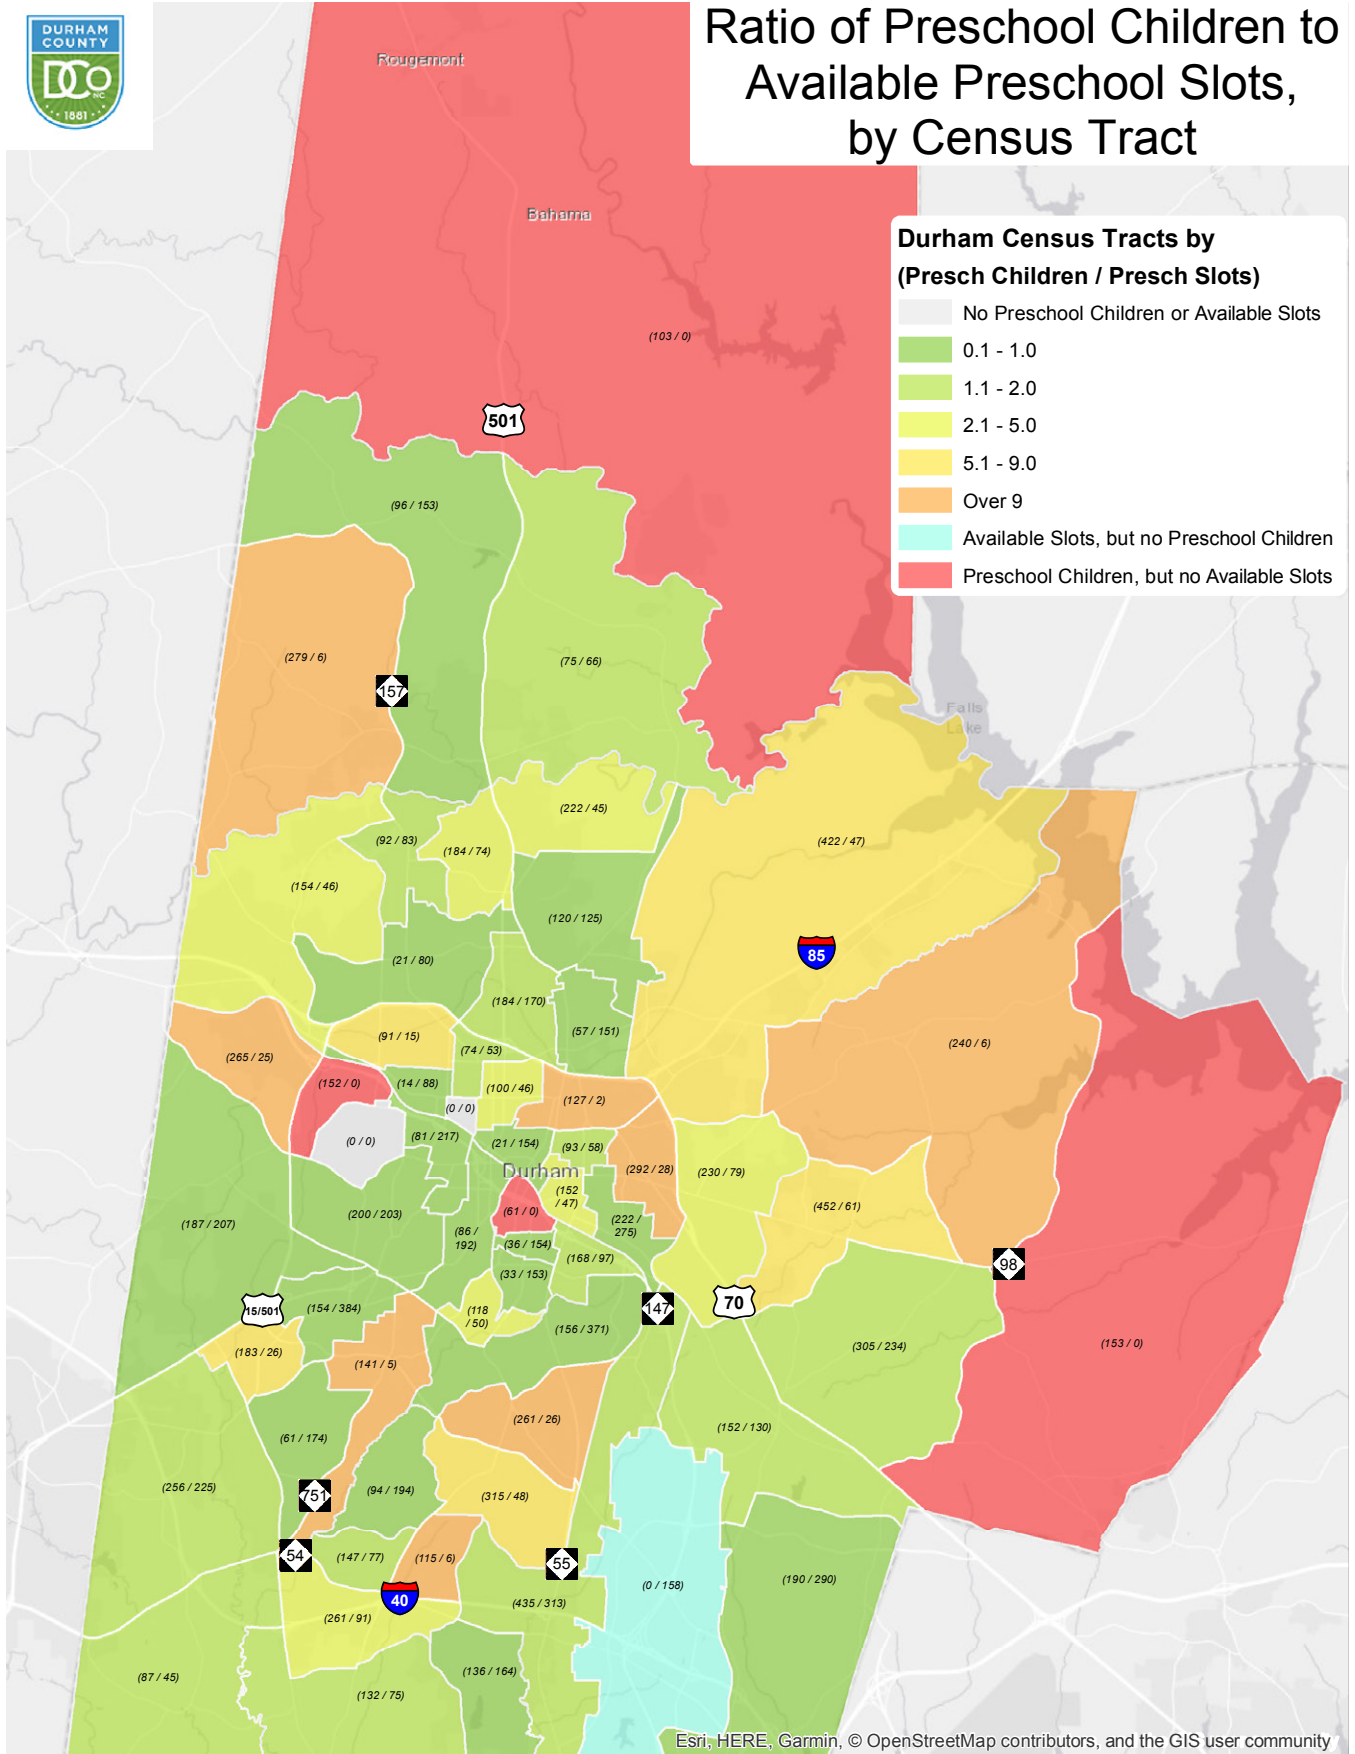 DURHAM
COUNTY
DCo
NC
1881
Ratio of Preschool Children to
Available Preschool Slots,
by Census Tract
Durham Census Tracts by
(Presch Children / Presch Slots)
No Preschool Children or Available Slots
0.1 - 1.0
1.1 - 2.0
2.1 - 5.0
5.1 - 9.0
Over 9
Available Slots, but no Preschool Children
Preschool Children, but no Available Slots
Rougemont
Bahama
(103 / 0)
501
(96 / 153)
(279 / 6)
(75 / 66)
157
Falls
Lake
(222 / 45)
(92 / 83)
(184 / 74)
(422 / 47)
(154 / 46)
(120 / 125)
85
(21 / 80)
(184 / 170)
(57 / 151)
(91 / 15)
(74 / 53)
(240 / 6)
(265 / 25)
(152 / 0)
(14 / 88)
(100 / 46)
(127 / 2)
(0 / 0)
(0 / 0)
(81 / 217)
(21 / 154)
(93 / 58)
Durham
(292 / 28)
(230 / 79)
(152
/ 47)
(61 / 0)
(452 / 61)
(187 / 207)
(200 / 203)
(222 /
275)
(86 /
192)
(36 / 154)
(168 / 97)
98
(33 / 153)
15/501
(154 / 384)
(118
/ 50)
147
70
(156 / 371)
(183 / 26)
(141 / 5)
(305 / 234)
(153 / 0)
(261 / 26)
(152 / 130)
(61 / 174)
(256 / 225)
751
(94 / 194)
(315 / 48)
54
(147 / 77)
(115 / 6)
55
(0 / 158)
(190 / 290)
40
(435 / 313)
(261 / 91)
(87 / 45)
(136 / 164)
(132 / 75)
Esri, HERE, Garmin, © OpenStreetMap contributors, and the GIS user community